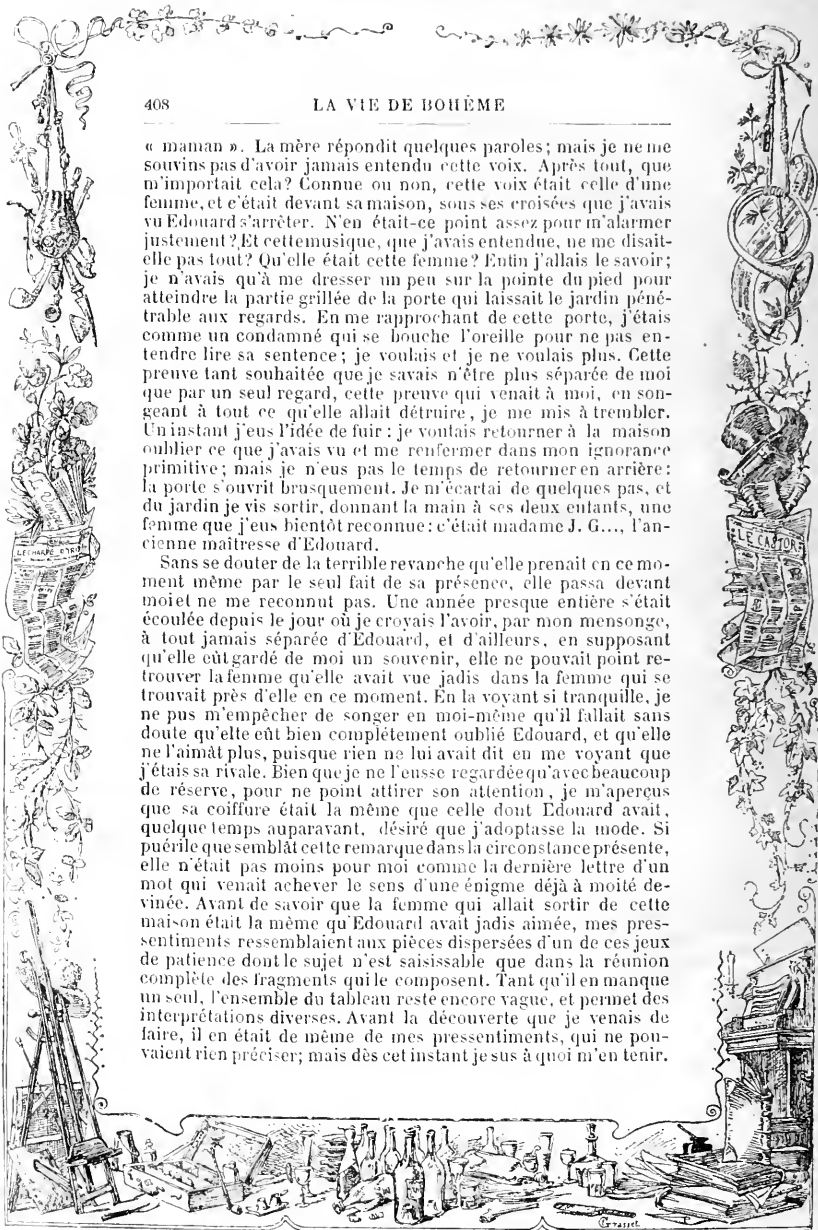 408 LA VIE DE BOHÈME
« maman ». La mère répondit quelques paroles; mais je ne me
souvins pas d'avoir jamais entendu cette voix. Après tout, que
m'importait cela? Connue ou non, cette voix était celle d'une
femme, et c'était devant sa maison, sous ses croisées que j'avais
vu Edouard s'arrêter. N'en était-ce point assez pour m'alarmer
justement? Et cette musique, que j'avais entendue, ne me disait-
elle pas tout? Qu'elle était cette femme? Enfin j'allais le savoir;
je n'avais qu'à me dresser un peu sur la pointe du pied pour
atteindre la partie grillée de la porte qui laissait le jardin péné-
trable aux regards. En me rapprochant de cette porte, j'étais
comme un condamné qui se bouche l'oreille pour ne pas en-
tendre lire sa sentence; je voulais et je ne voulais plus. Cette
preuve tant souhaitée que je savais n'être plus séparée de moi
que par un seul regard, cette preuve qui venait à moi, en son-
geant à tout ce qu'elle allait détruire, je me mis à trembler.
Un instant j'eus l'idée de fuir : je voulais retourner à la maison
oublier ce que j'avais vu et me renfermer dans mon ignorance
primitive; mais je n'eus pas le temps de retourner en arrière:
la porte s'ouvrit brusquement. Je m'écartai de quelques pas, et
du jardin je vis sortir, donnant la main à ses deux enfants, une
femme que j'eus bientôt reconnue: c'était madame J. G..., l'an-
cienne maîtresse d'Edouard.
Sans se douter de la terrible revanche qu'elle prenait en ce mo-
ment même par le seul fait de sa présence, elle passa devant
moi et ne me reconnut pas. Une année presque entière s'était
écoulée depuis le jour où je croyais l'avoir, par mon mensonge,
à tout jamais séparée d'Edouard, et d'ailleurs, en supposant
qu'elle eût gardé de moi un souvenir, elle ne pouvait point re-
trouver la femme qu'elle avait vue jadis dans la femme qui se
trouvait près d'elle en ce moment. En la voyant si tranquille, je
ne pus m'empêcher de songer en moi-même qu'il fallait sans
doute qu'elle eût bien complétement oublié Edouard, et qu'elle
ne l'aimât plus, puisque rien ne lui avait dit en me voyant que
j'étais sa rivale. Bien que je ne l'eusse regardée qu'avec beaucoup
de réserve, pour ne point attirer son attention, je m'aperçus
que sa coiffure était la même que celle dont Edouard avait,
quelque temps auparavant, désiré que j'adoptasse la mode. Si
puérile que semblât cette remarque dans la circonstance présente,
elle n'était pas moins pour moi comme la dernière lettre d'un
mot qui venait achever le sens d'une énigme déjà à moité de-
vinée. Avant de savoir que la femme qui allait sortir de cette
maison était la même qu'Edouard avait jadis aimée, mes pres-
sentiments ressemblaient aux pièces dispersées d'un de ces jeux
de patience dont le sujet n'est saisissable que dans la réunion
complète des fragments qui le composent. Tant qu'il en manque
un seul, l'ensemble du tableau reste encore vague, et permet des
interprétations diverses. Avant la découverte que je venais de
faire, il en était de même de mes pressentiments, qui ne pou-
vaient rien préciser; mais dès cet instant je sus à quoi m'en tenir.
LECHARPE D'IRIS
LE CASTOR
Grasset